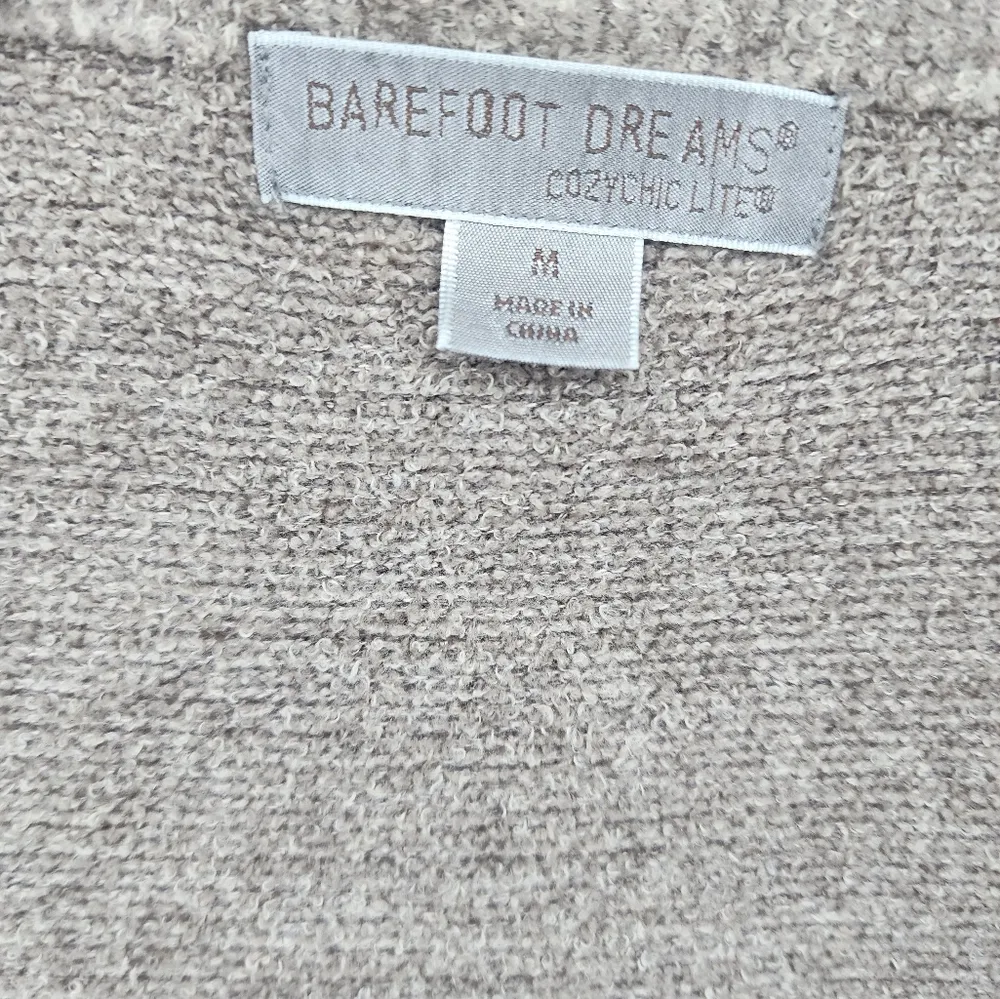 BAREFOOT DREAMS®
COZYCHIC LITE®
M
MADE IN
CHINA